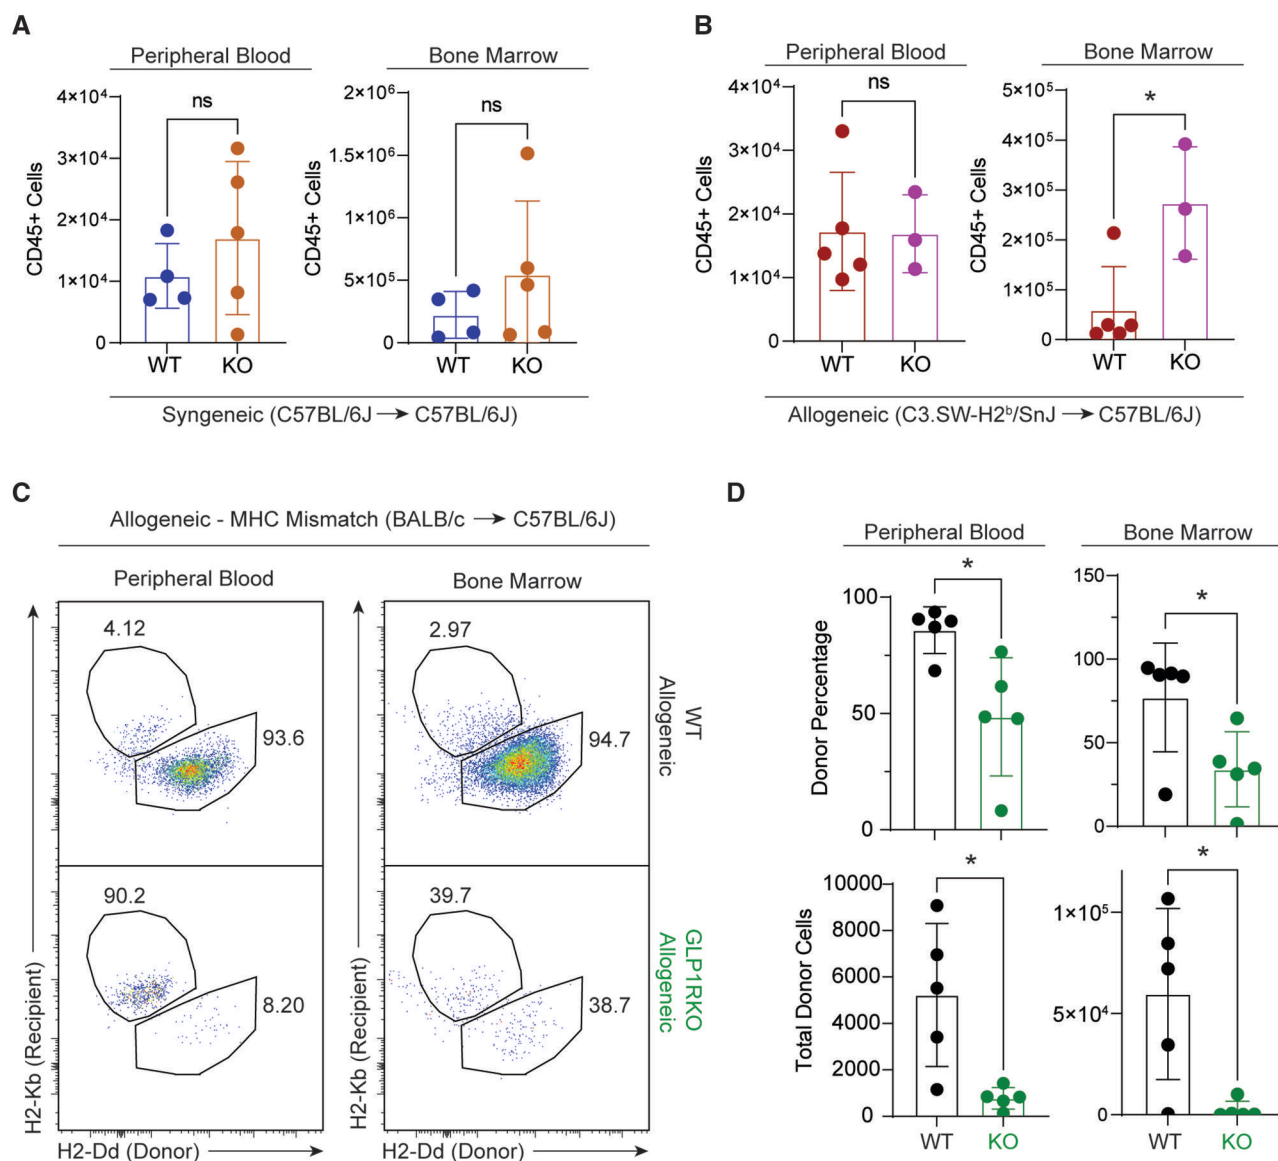 A
Peripheral Blood
Bone Marrow
CD45+ Cells
4×10⁴
3×10⁴
2×10⁴
1×10⁴
0
ns
WT
KO
CD45+ Cells
2×10⁶
1.5×10⁶
1×10⁶
5×10⁵
0
ns
WT
KO
Syngeneic (C57BL/6J → C57BL/6J)
B
Peripheral Blood
Bone Marrow
CD45+ Cells
4×10⁴
3×10⁴
2×10⁴
1×10⁴
0
ns
WT
KO
CD45+ Cells
5×10⁵
4×10⁵
3×10⁵
2×10⁵
1×10⁵
0
*
WT
KO
Allogeneic (C3.SW-H2ᵇ/SnJ → C57BL/6J)
C
Allogeneic - MHC Mismatch (BALB/c → C57BL/6J)
Peripheral Blood
Bone Marrow
4.12
93.6
2.97
94.7
WT
Allogeneic
90.2
8.20
39.7
38.7
GLP1RKO
Allogeneic
H2-Kb (Recipient)
H2-Kb (Recipient)
H2-Dd (Donor)
H2-Dd (Donor)
D
Peripheral Blood
Bone Marrow
Donor Percentage
100
50
0
*
150
100
50
0
*
Total Donor Cells
10000
8000
6000
4000
2000
0
*
WT
KO
1×10⁵
5×10⁴
0
*
WT
KO